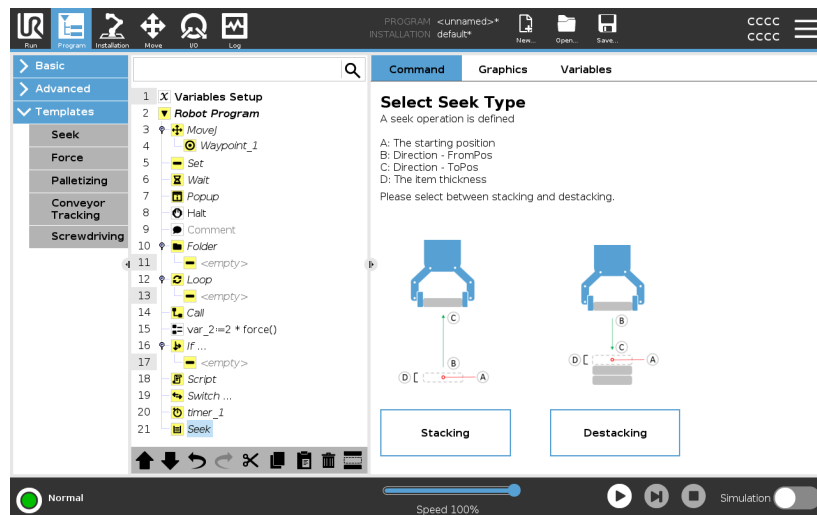 UR
Run
Program
Installation
Move
I/O
Log
PROGRAM <unnamed>*
INSTALLATION default*
New...
Open...
Save...
CCCC
CCCC
Basic
Advanced
Templates
Seek
Force
Palletizing
Conveyor
Tracking
Screwdriving
1 X Variables Setup
2 Robot Program
3 MoveJ
4 Waypoint_1
5 Set
6 Wait
7 Popup
8 Halt
9 Comment
10 Folder
11 <empty>
12 Loop
13 <empty>
14 Call
15 var_2:=2 * force()
16 If ...
17 <empty>
18 Script
19 Switch ...
20 timer_1
21 Seek
Command Graphics Variables
Select Seek Type
A seek operation is defined
A: The starting position
B: Direction - FromPos
C: Direction - ToPos
D: The item thickness
Please select between stacking and destacking.
C
B
D A
B
C
D A
Stacking
Destacking
Normal
Speed 100%
Simulation